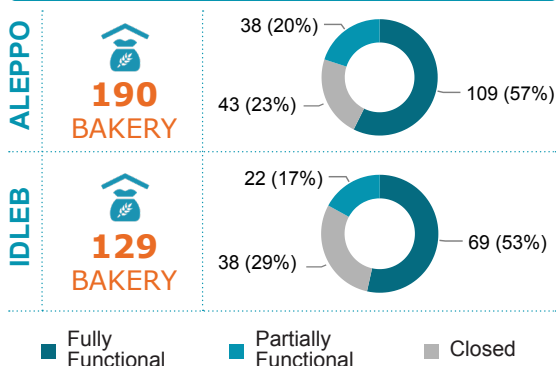 ALEPPO
190
BAKERY
38 (20%)
43 (23%)
109 (57%)
IDLEB
129
BAKERY
22 (17%)
38 (29%)
69 (53%)
Fully
Functional
Partially
Functional
Closed